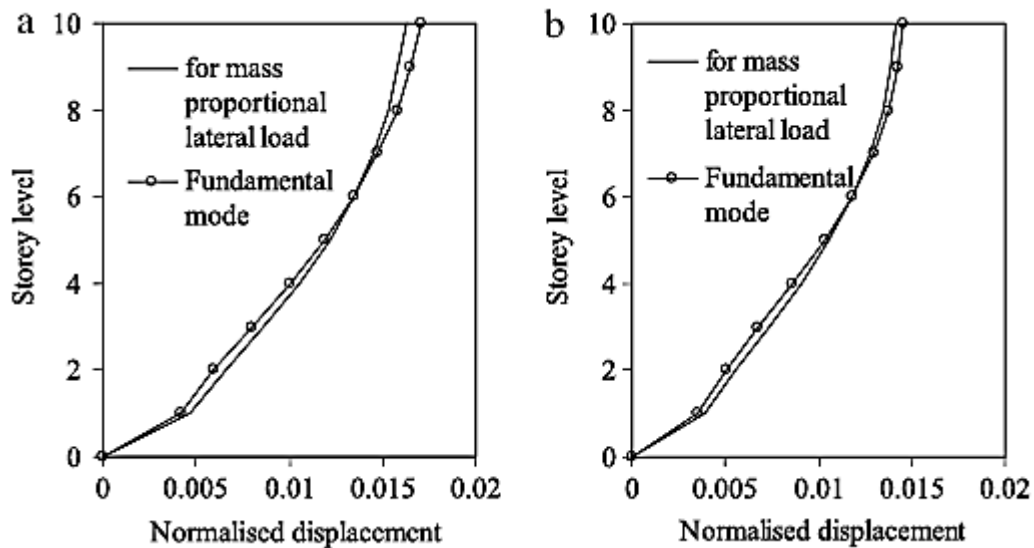 a
10
8
6
4
2
0
Storey level
for mass
proportional
lateral load
Fundamental
mode
0 0.005 0.01 0.015 0.02
Normalised displacement
b
10
8
6
4
2
0
Storey level
for mass
proportional
lateral load
Fundamental
mode
0 0.005 0.01 0.015 0.02
Normalised displacement